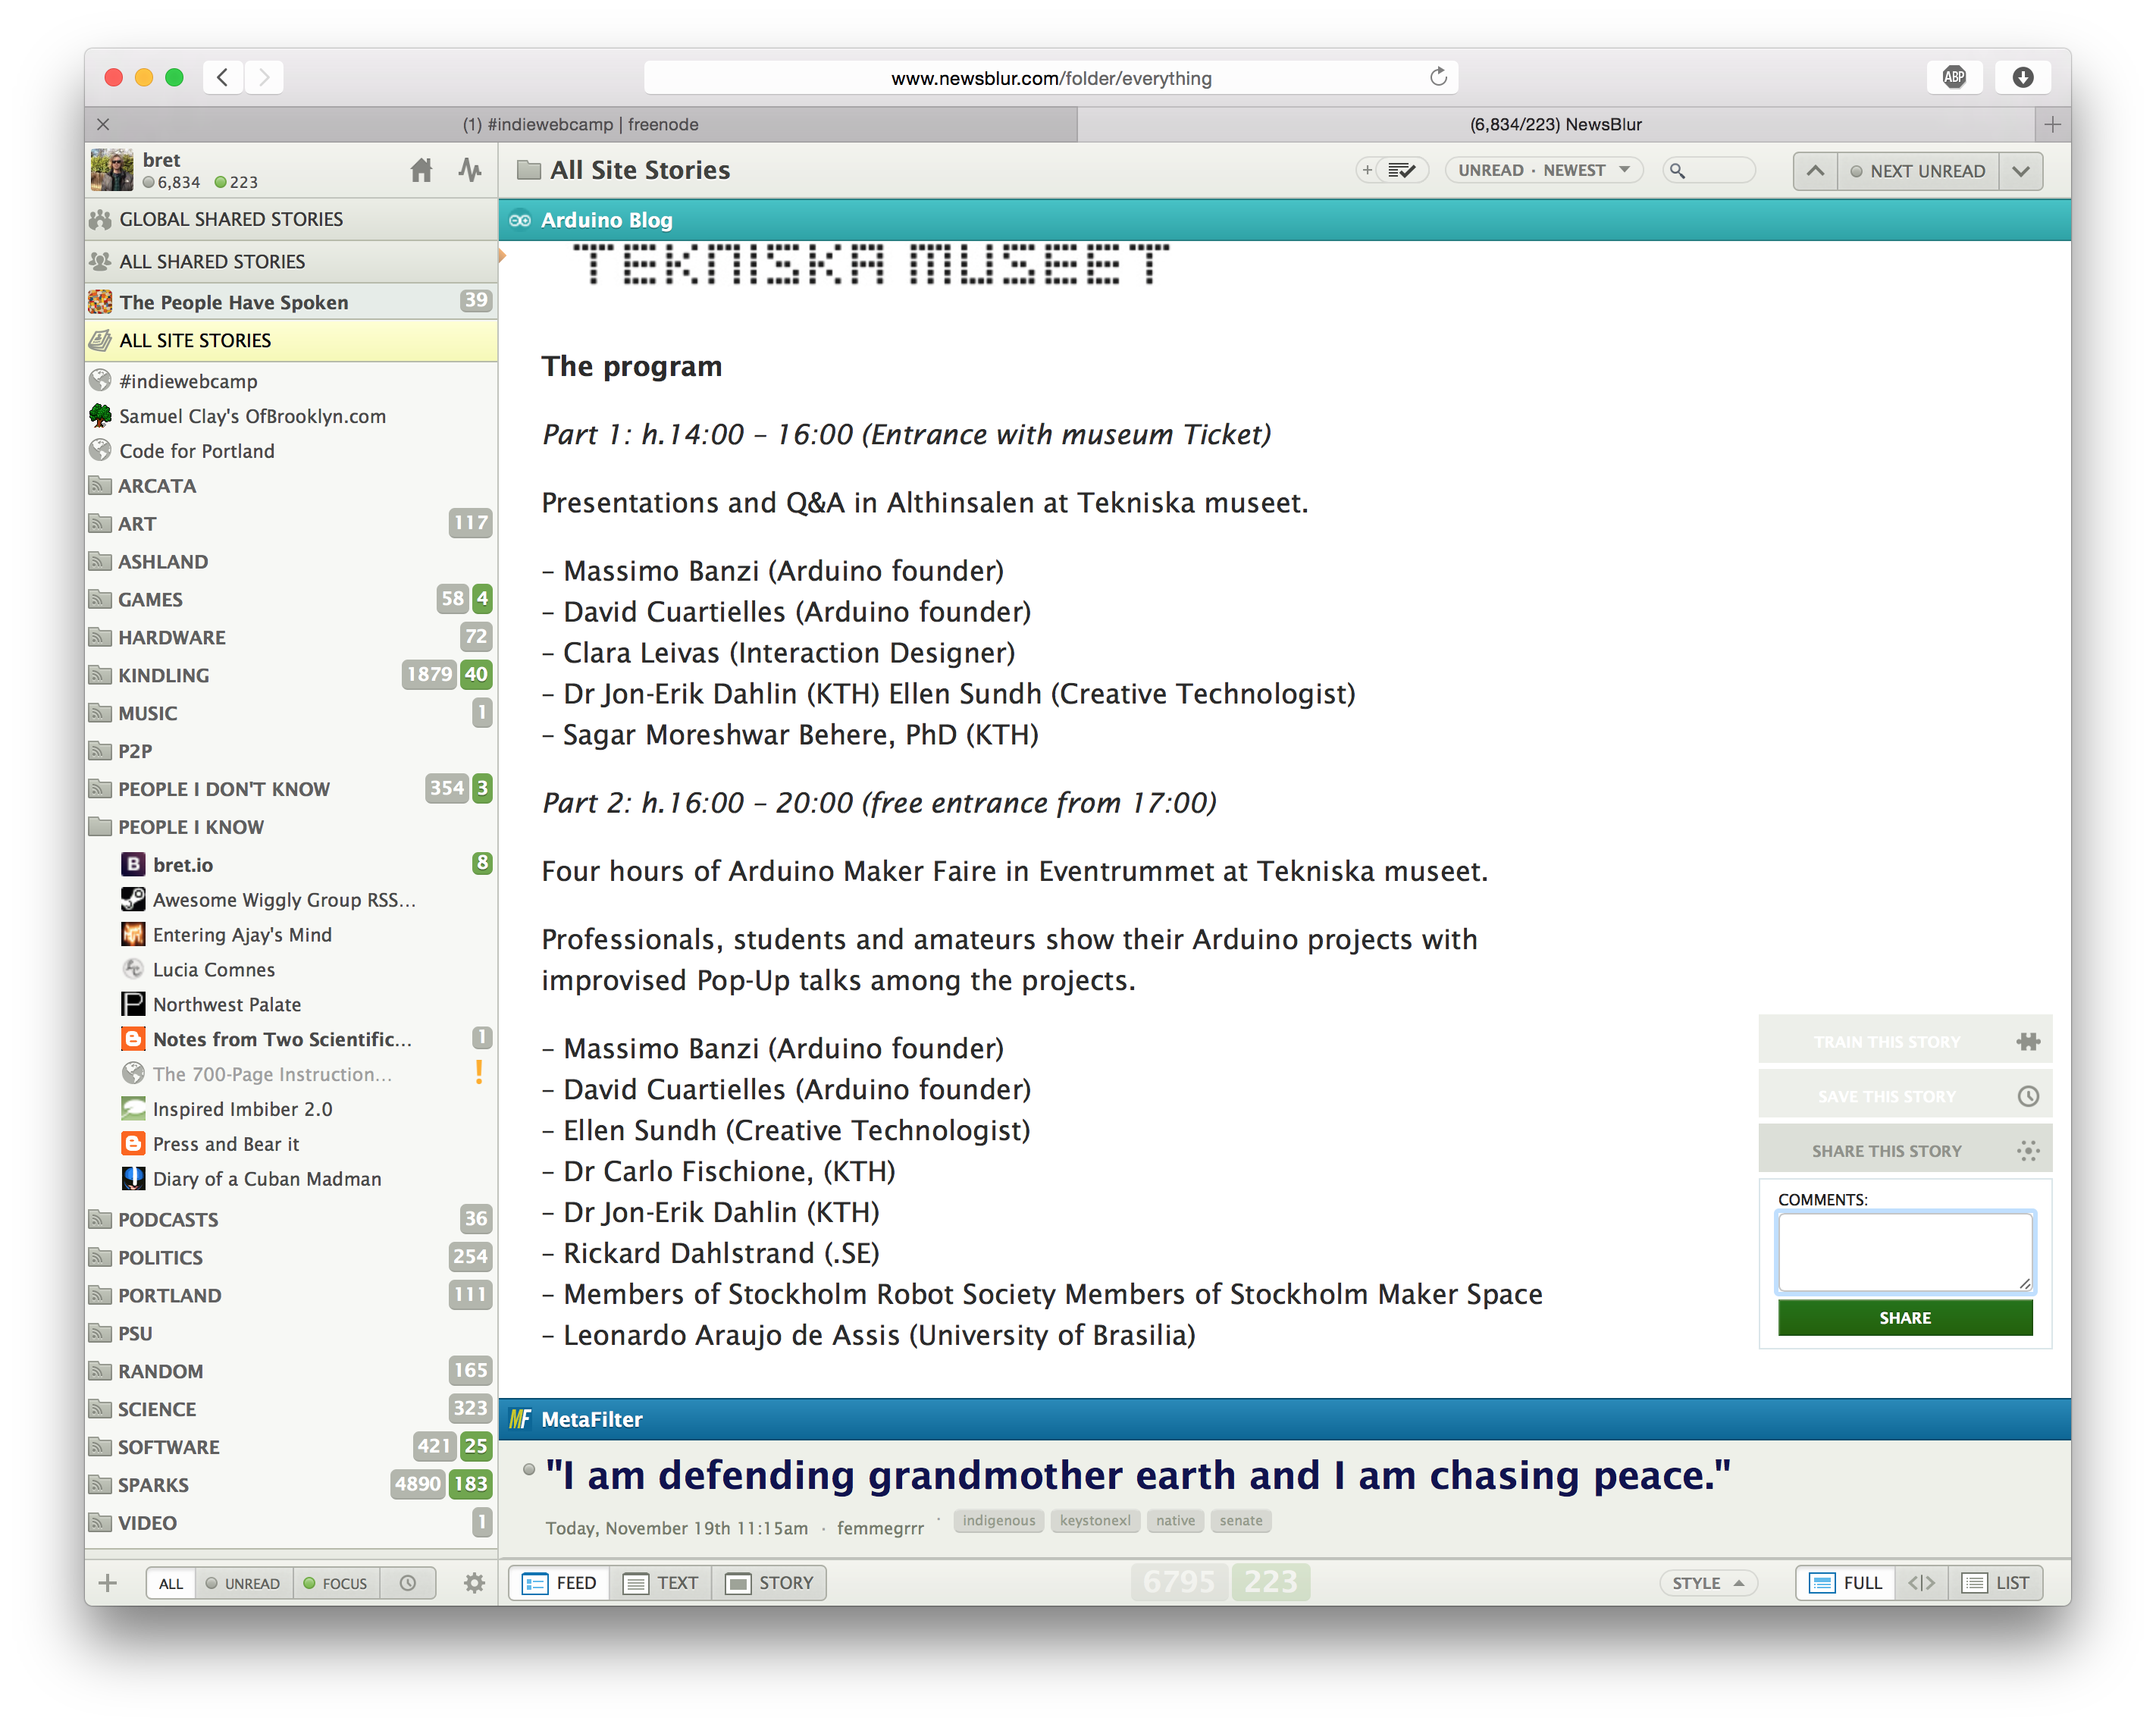 www.newsblur.com/folder/everything
ABP
(1) #indiewebcamp | freenode
(6,834/223) NewsBlur
bret
6,834 223
All Site Stories
UNREAD · NEWEST
NEXT UNREAD
GLOBAL SHARED STORIES
ALL SHARED STORIES
The People Have Spoken 39
ALL SITE STORIES
#indiewebcamp
Samuel Clay's OfBrooklyn.com
Code for Portland
ARCATA
ART 117
ASHLAND
GAMES 58 4
HARDWARE 72
KINDLING 1879 40
MUSIC 1
P2P
PEOPLE I DON'T KNOW 354 3
PEOPLE I KNOW
bret.io 8
Awesome Wiggly Group RSS...
Entering Ajay's Mind
Lucia Comnes
Northwest Palate
Notes from Two Scientific... 1
The 700-Page Instruction... !
Inspired Imbiber 2.0
Press and Bear it
Diary of a Cuban Madman
PODCASTS 36
POLITICS 254
PORTLAND 111
PSU
RANDOM 165
SCIENCE 323
SOFTWARE 421 25
SPARKS 4890 183
VIDEO 1
ALL UNREAD FOCUS
Arduino Blog
TEKNISKA MUSEET
The program
Part 1: h.14:00 – 16:00 (Entrance with museum Ticket)
Presentations and Q&A in Althinsalen at Tekniska museet.
– Massimo Banzi (Arduino founder)
– David Cuartielles (Arduino founder)
– Clara Leivas (Interaction Designer)
– Dr Jon-Erik Dahlin (KTH) Ellen Sundh (Creative Technologist)
– Sagar Moreshwar Behere, PhD (KTH)
Part 2: h.16:00 – 20:00 (free entrance from 17:00)
Four hours of Arduino Maker Faire in Eventrummet at Tekniska museet.
Professionals, students and amateurs show their Arduino projects with
improvised Pop-Up talks among the projects.
– Massimo Banzi (Arduino founder)
– David Cuartielles (Arduino founder)
– Ellen Sundh (Creative Technologist)
– Dr Carlo Fischione, (KTH)
– Dr Jon-Erik Dahlin (KTH)
– Rickard Dahlstrand (.SE)
– Members of Stockholm Robot Society Members of Stockholm Maker Space
– Leonardo Araujo de Assis (University of Brasilia)
TRAIN THIS STORY
SAVE THIS STORY
SHARE THIS STORY
COMMENTS:
SHARE
MF MetaFilter
"I am defending grandmother earth and I am chasing peace."
Today, November 19th 11:15am · femmegrrr · indigenous keystonexl native senate
FEED TEXT STORY
6795 223
STYLE
FULL LIST